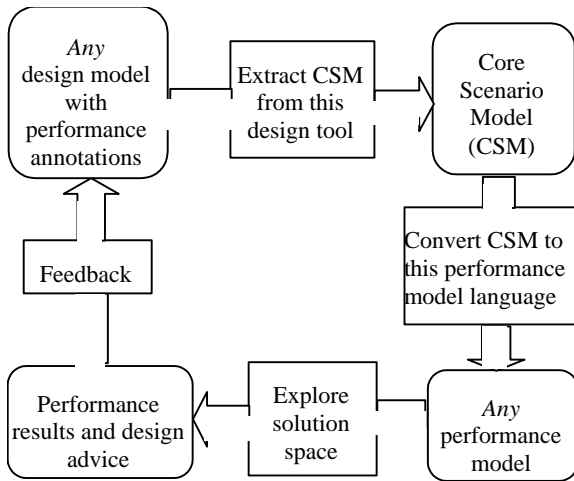 Any
design model
with
performance
annotations
Extract CSM
from this
design tool
Core
Scenario
Model
(CSM)
Convert CSM to
this performance
model language
Feedback
Performance
results and design
advice
Explore
solution
space
Any
performance
model